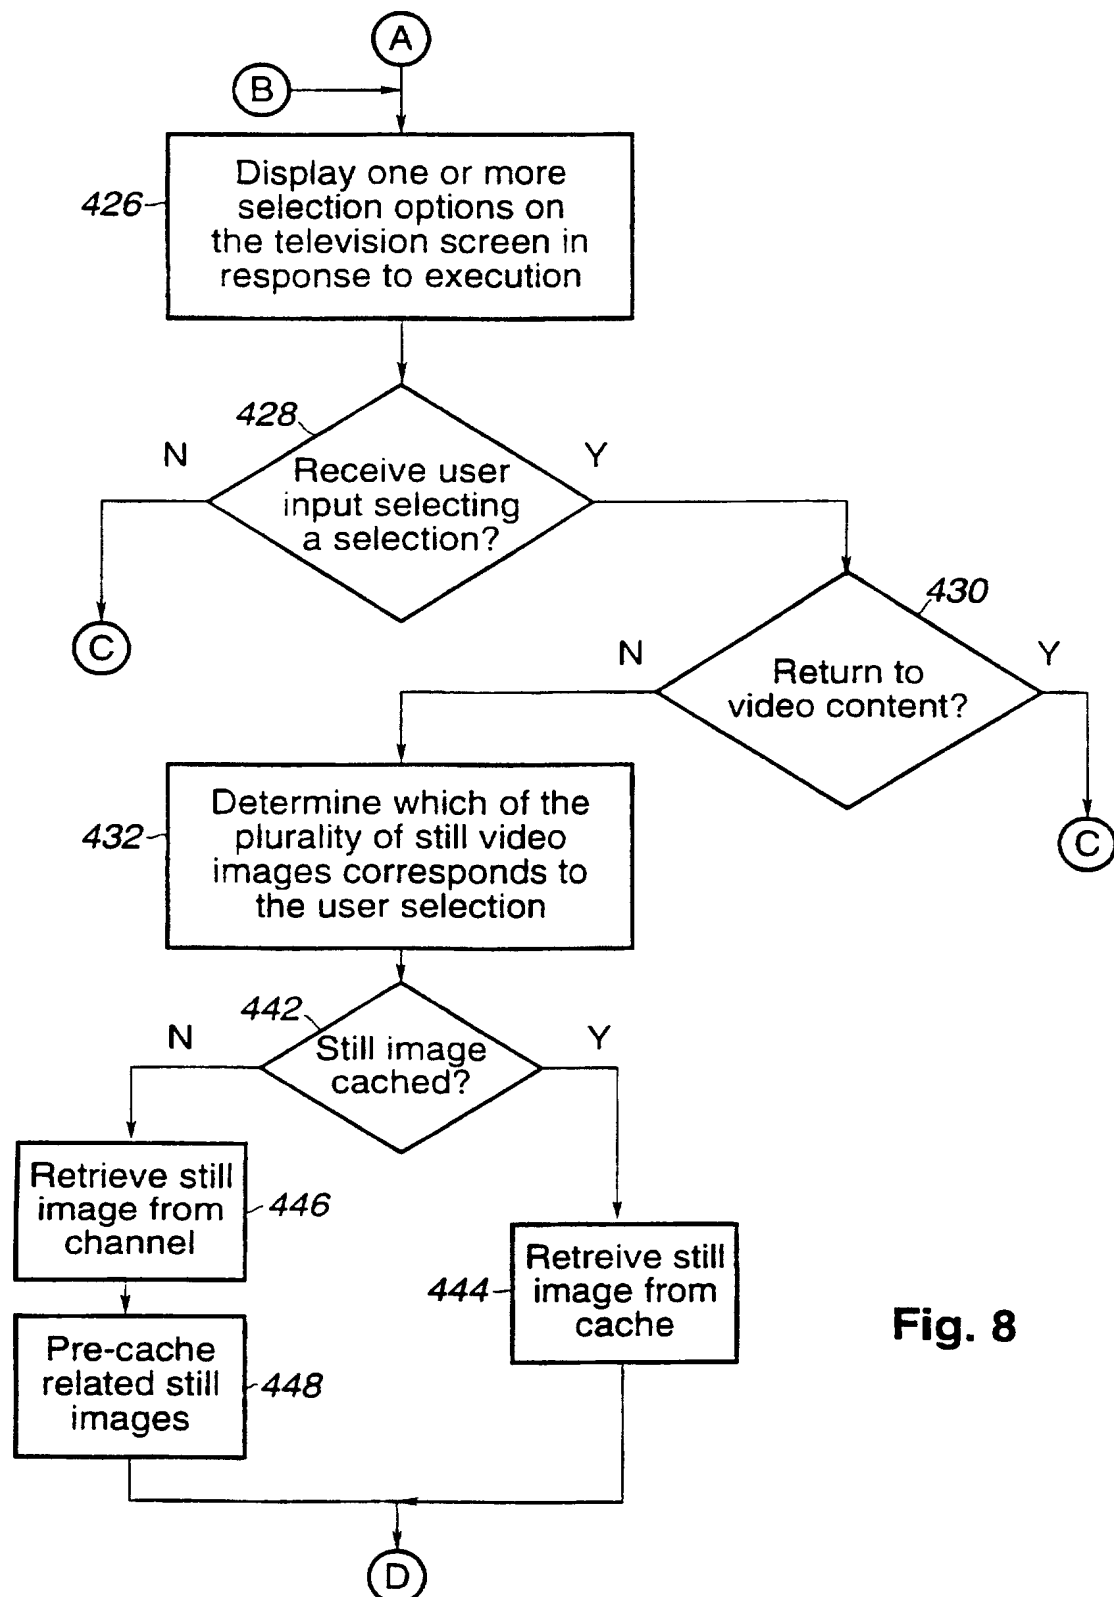 A
B
Display one or more
selection options on
the television screen in
response to execution
426
428
N
Y
Receive user
input selecting
a selection?
C
430
N
Y
Return to
video content?
C
Determine which of the
plurality of still video
images corresponds to
the user selection
432
442
N
Y
Still image
cached?
Retrieve still
image from
channel
446
Retreive still
image from
cache
444
Pre-cache
related still
images
448
Fig. 8
D